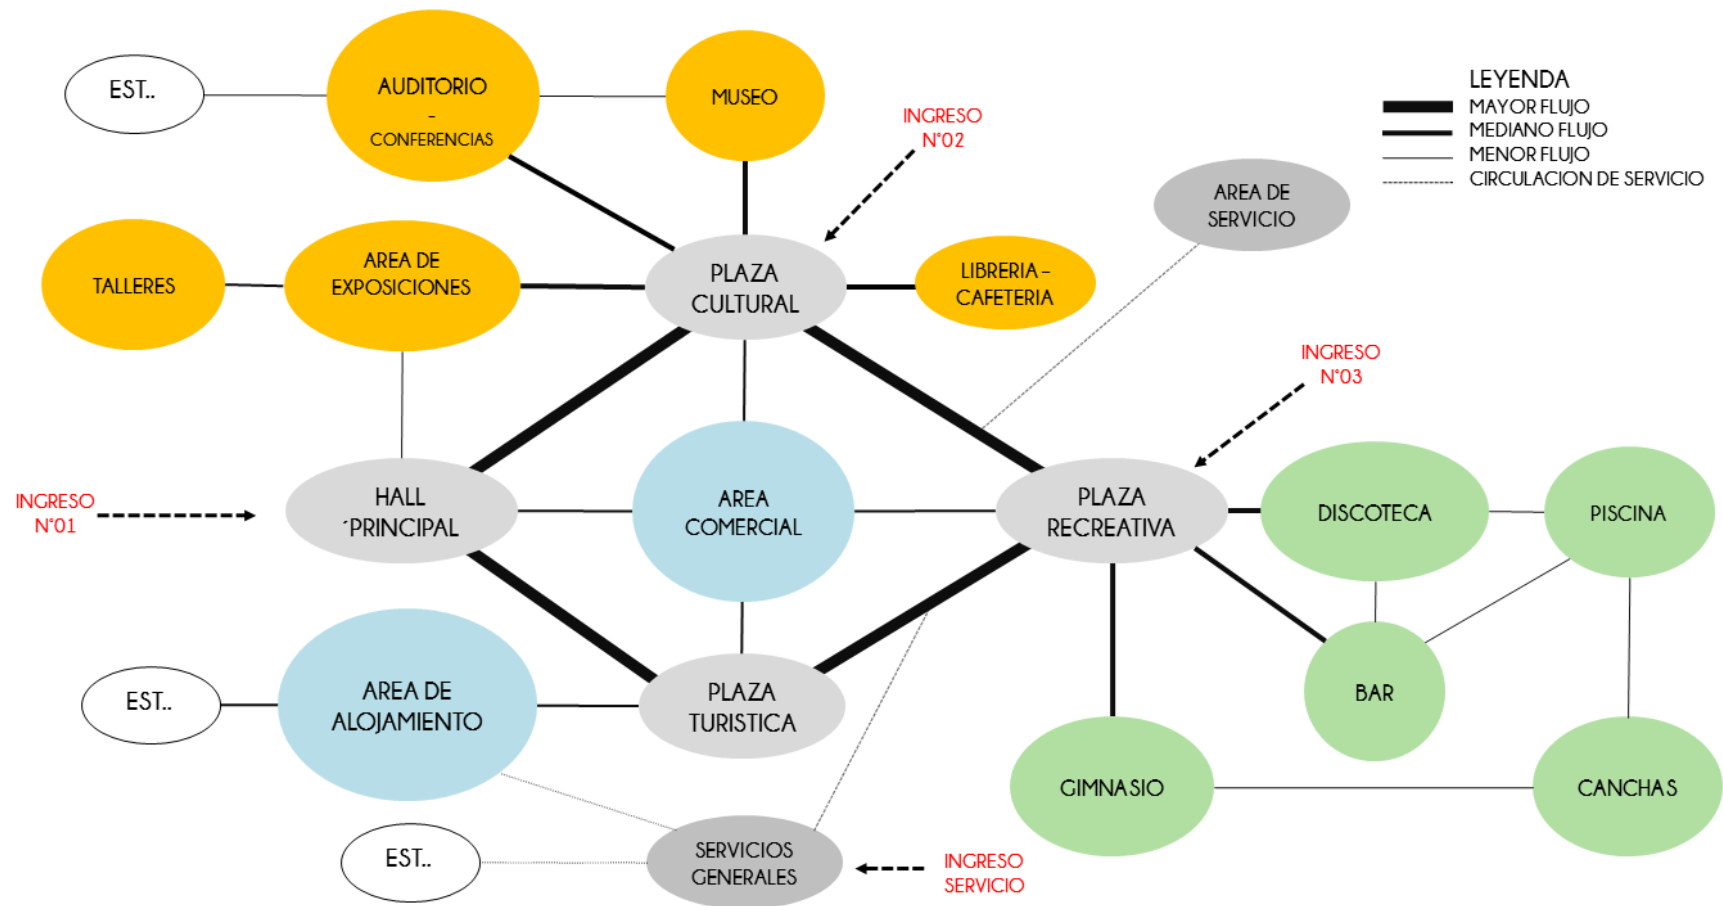 EST..
AUDITORIO
-
CONFERENCIAS
MUSEO
INGRESO
N°02
LEYENDA
MAYOR FLUJO
MEDIANO FLUJO
MENOR FLUJO
CIRCULACION DE SERVICIO
AREA DE
SERVICIO
TALLERES
AREA DE
EXPOSICIONES
PLAZA
CULTURAL
LIBRERIA –
CAFETERIA
INGRESO
N°03
INGRESO
N°01
HALL
´PRINCIPAL
AREA
COMERCIAL
PLAZA
RECREATIVA
DISCOTECA
PISCINA
EST..
AREA DE
ALOJAMIENTO
PLAZA
TURISTICA
BAR
GIMNASIO
CANCHAS
EST..
SERVICIOS
GENERALES
INGRESO
SERVICIO